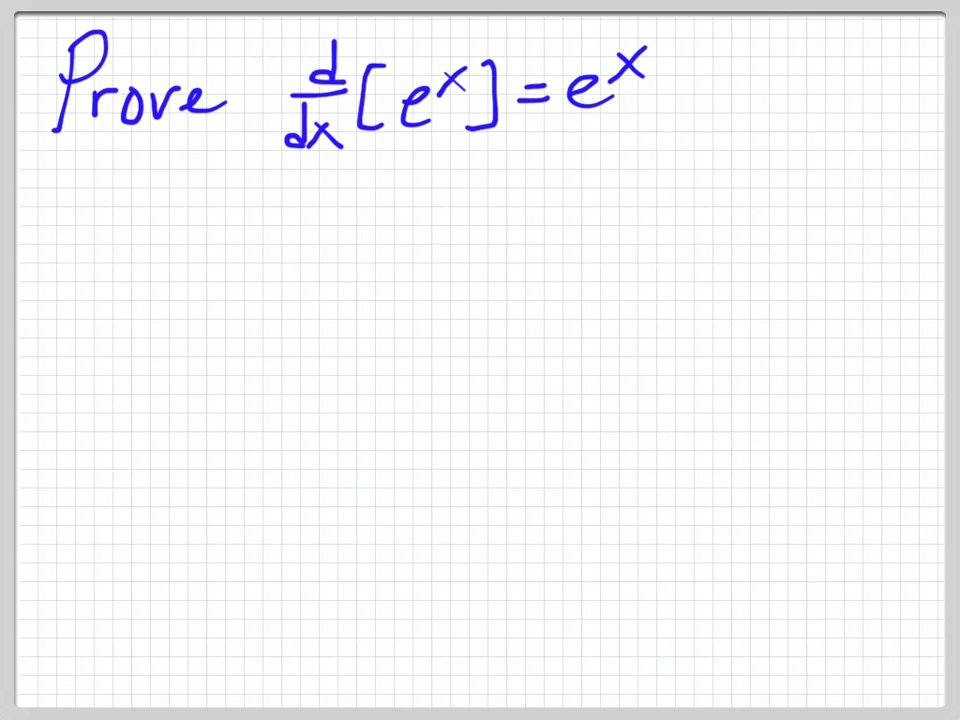 Prove d/dx [e^x] = e^x